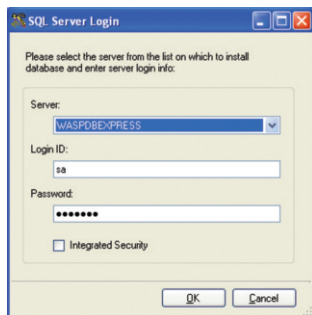 SQL Server Login
Please select the server from the list on which to install
database and enter server login info:
Server:
WASPDBEXPRESS
Login ID:
sa
Password:
●●●●●●●
Integrated Security
OK
Cancel